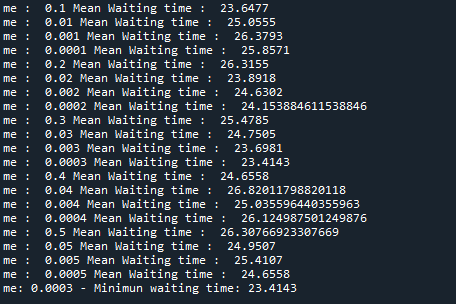 me :  0.1 Mean Waiting time :  23.6477
me :  0.01 Mean Waiting time :  25.0555
me :  0.001 Mean Waiting time :  26.3793
me :  0.0001 Mean Waiting time :  25.8571
me :  0.2 Mean Waiting time :  26.3155
me :  0.02 Mean Waiting time :  23.8918
me :  0.002 Mean Waiting time :  24.6302
me :  0.0002 Mean Waiting time :  24.153884611538846
me :  0.3 Mean Waiting time :  25.4785
me :  0.03 Mean Waiting time :  24.7505
me :  0.003 Mean Waiting time :  23.6981
me :  0.0003 Mean Waiting time :  23.4143
me :  0.4 Mean Waiting time :  24.6558
me :  0.04 Mean Waiting time :  26.82011798820118
me :  0.004 Mean Waiting time :  25.035596440355963
me :  0.0004 Mean Waiting time :  26.124987501249876
me :  0.5 Mean Waiting time :  26.30766923307669
me :  0.05 Mean Waiting time :  24.9507
me :  0.005 Mean Waiting time :  25.4107
me :  0.0005 Mean Waiting time :  24.6558
me: 0.0003 - Minimun waiting time: 23.4143